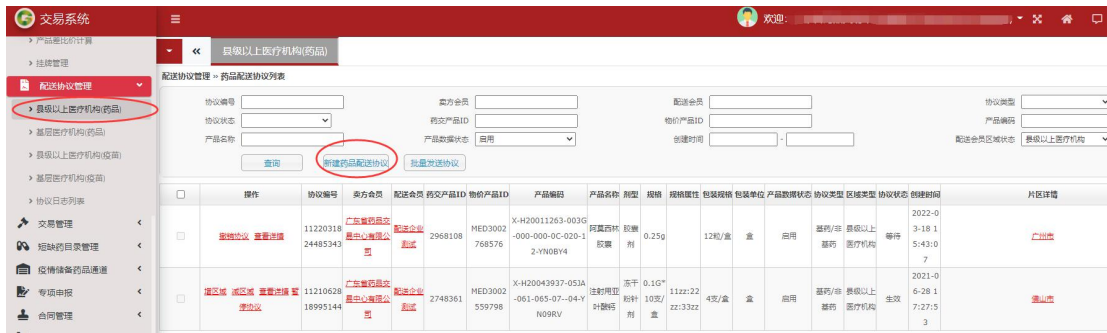 交易系统
欢迎:
产品差比价计算
挂牌管理
县级以上医疗机构(药品)
配送协议管理
配送协议管理 » 药品配送协议列表
县级以上医疗机构(药品)
基层医疗机构(药品)
县级以上医疗机构(疫苗)
基层医疗机构(疫苗)
协议日志列表
交易管理
短缺药目录管理
疫情储备药品通道
专项申报
合同管理
协议编号 卖方会员 配送会员 协议类型
协议状态 药交产品ID 物价产品ID 产品编码
产品名称 产品数据状态 启用 创建时间 - 配送会员区域状态 县级以上医疗机构
查询 新建药品配送协议 批量发送协议
操作 协议编号 卖方会员 配送会员 药交产品ID 物价产品ID 产品编码 产品名称 剂型 规格 规格属性 包装规格 包装单位 产品数据状态 协议类型 区域类型 协议状态 创建时间 片区详情
撤销协议 查看详情
11220318
24485343
广东省药品交
易中心有限公
司
配送企业
测试
2968108
MED3002
768576
X-H20011263-003G
-000-000-0C-020-1
2-YN0BY4
阿莫西林
胶囊
胶囊
剂
0.25g
12粒/盒
盒
启用
基药/非
基药
县级以上
医疗机构
等待
2022-0
3-18 1
5:43:0
7
广州市
增区域 减区域 查看详情 暂
停协议
11210628
18995144
广东省药品交
易中心有限公
司
配送企业
测试
2748361
MED3002
559798
X-H20043937-05JA
-061-065-07--04-Y
N09RV
注射用亚
叶酸钙
冻干
粉针
剂
0.1G*
10支/
盒
11zz:22
zz:33zz
4支/盒
盒
启用
基药/非
基药
县级以上
医疗机构
生效
2021-0
6-28 1
7:27:5
3
佛山市